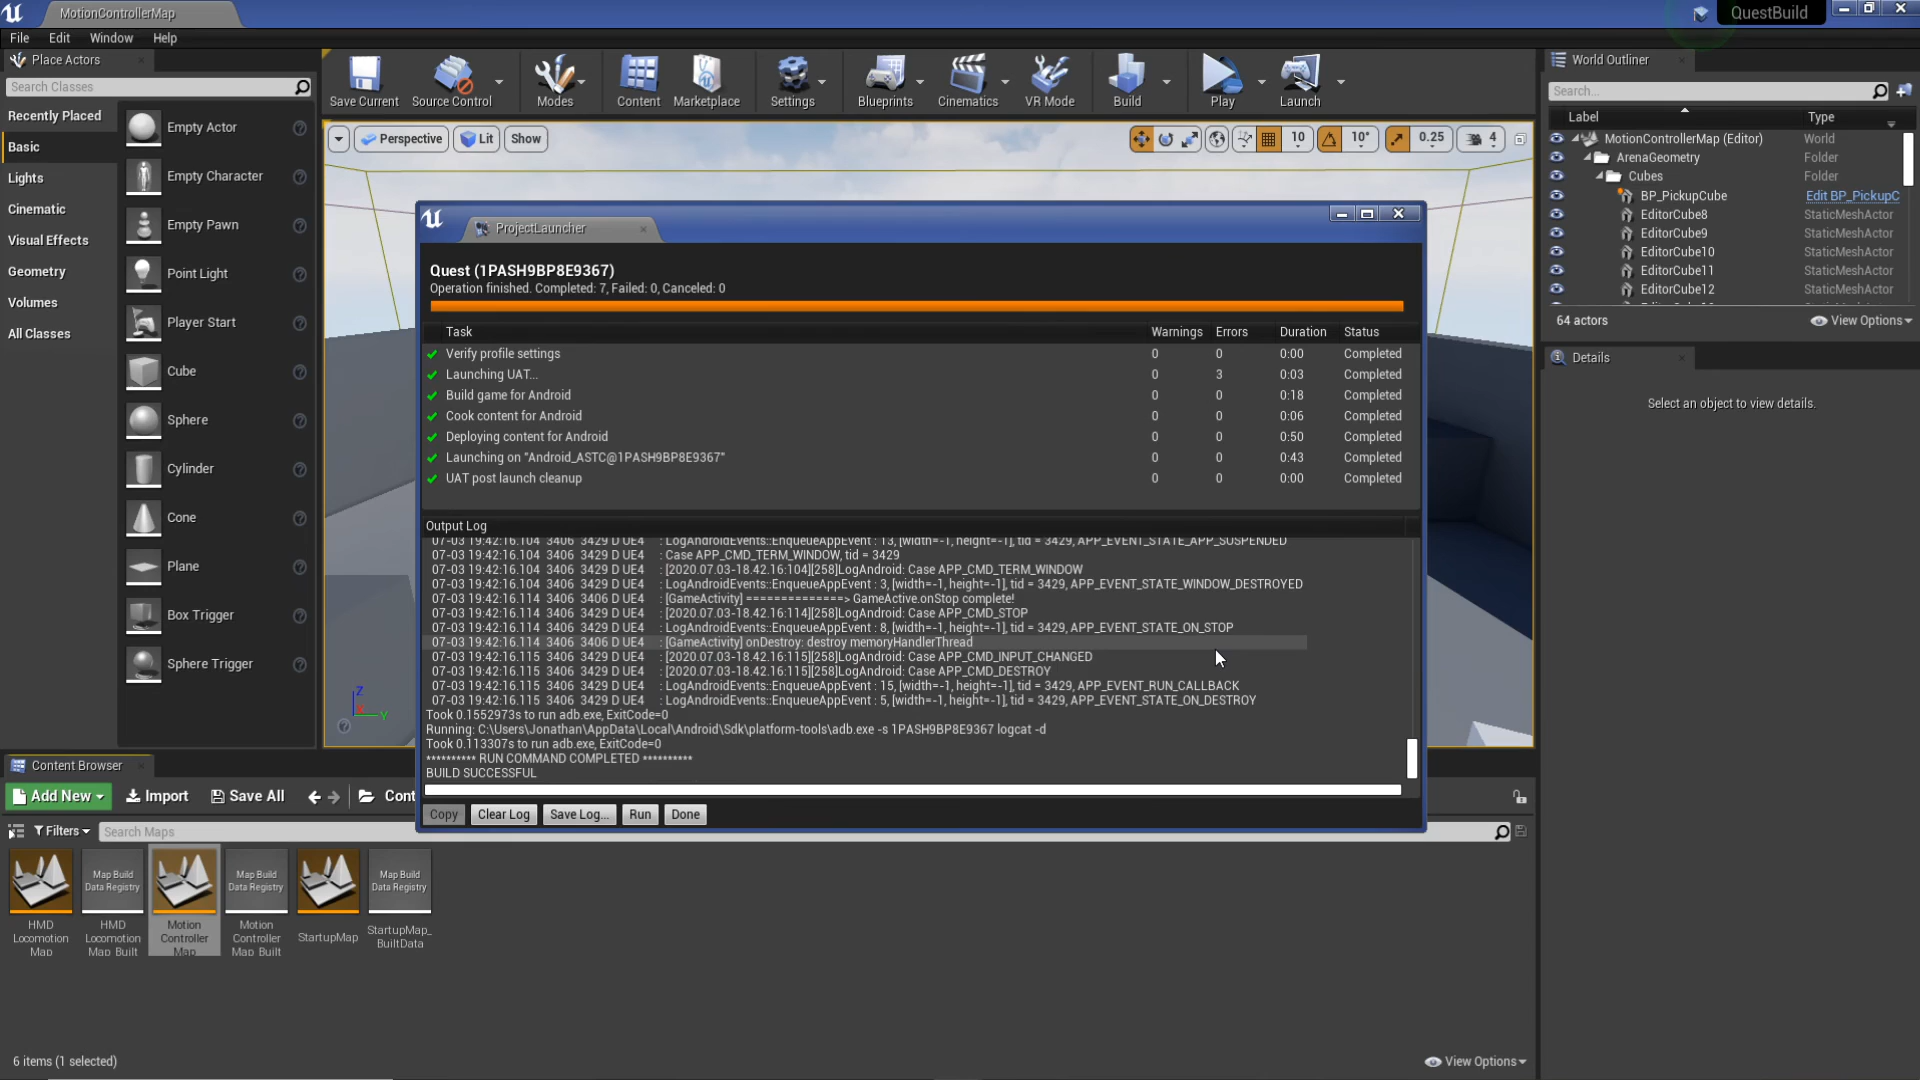 MotionControllerMap
QuestBuild
File Edit Window Help
Place Actors
Search Classes
Recently Placed
Basic
Lights
Cinematic
Visual Effects
Geometry
Volumes
All Classes
Empty Actor
Empty Character
Empty Pawn
Point Light
Player Start
Cube
Sphere
Cylinder
Cone
Plane
Box Trigger
Sphere Trigger
Save Current Source Control Modes Content Marketplace Settings Blueprints Cinematics VR Mode Build Play Launch
Perspective Lit Show
10 10° 0.25 4
Z
Y
ProjectLauncher
Quest (1PASH9BP8E9367)
Operation finished. Completed: 7, Failed: 0, Canceled: 0
Task Warnings Errors Duration Status
Verify profile settings 0 0 0:00 Completed
Launching UAT... 0 3 0:03 Completed
Build game for Android 0 0 0:18 Completed
Cook content for Android 0 0 0:06 Completed
Deploying content for Android 0 0 0:50 Completed
Launching on "Android_ASTC@1PASH9BP8E9367" 0 0 0:43 Completed
UAT post launch cleanup 0 0 0:00 Completed
Output Log
07-03 19:42:16.104 3406 3429 D UE4 : LogAndroidEvents::EnqueueAppEvent : 13, [width=-1, height=-1], tid = 3429, APP_EVENT_STATE_APP_SUSPENDED
07-03 19:42:16.104 3406 3429 D UE4 : Case APP_CMD_TERM_WINDOW, tid = 3429
07-03 19:42:16.104 3406 3429 D UE4 : [2020.07.03-18.42.16:104][258]LogAndroid: Case APP_CMD_TERM_WINDOW
07-03 19:42:16.104 3406 3429 D UE4 : LogAndroidEvents::EnqueueAppEvent : 3, [width=-1, height=-1], tid = 3429, APP_EVENT_STATE_WINDOW_DESTROYED
07-03 19:42:16.114 3406 3406 D UE4 : [GameActivity] ==============> GameActive.onStop complete!
07-03 19:42:16.114 3406 3429 D UE4 : [2020.07.03-18.42.16:114][258]LogAndroid: Case APP_CMD_STOP
07-03 19:42:16.114 3406 3429 D UE4 : LogAndroidEvents::EnqueueAppEvent : 8, [width=-1, height=-1], tid = 3429, APP_EVENT_STATE_ON_STOP
07-03 19:42:16.114 3406 3406 D UE4 : [GameActivity] onDestroy: destroy memoryHandlerThread
07-03 19:42:16.115 3406 3429 D UE4 : [2020.07.03-18.42.16:115][258]LogAndroid: Case APP_CMD_INPUT_CHANGED
07-03 19:42:16.115 3406 3429 D UE4 : [2020.07.03-18.42.16:115][258]LogAndroid: Case APP_CMD_DESTROY
07-03 19:42:16.115 3406 3429 D UE4 : LogAndroidEvents::EnqueueAppEvent : 15, [width=-1, height=-1], tid = 3429, APP_EVENT_RUN_CALLBACK
07-03 19:42:16.115 3406 3429 D UE4 : LogAndroidEvents::EnqueueAppEvent : 5, [width=-1, height=-1], tid = 3429, APP_EVENT_STATE_ON_DESTROY
Took 0.1552973s to run adb.exe, ExitCode=0
Running: C:\Users\Jonathan\AppData\Local\Android\Sdk\platform-tools\adb.exe -s 1PASH9BP8E9367 logcat -d
Took 0.113307s to run adb.exe, ExitCode=0
********** RUN COMMAND COMPLETED **********
BUILD SUCCESSFUL
Copy Clear Log Save Log... Run Done
World Outliner
Search...
Label Type
MotionControllerMap (Editor) World
ArenaGeometry Folder
Cubes Folder
BP_PickupCube Edit BP_PickupC
EditorCube8 StaticMeshActor
EditorCube9 StaticMeshActor
EditorCube10 StaticMeshActor
EditorCube11 StaticMeshActor
EditorCube12 StaticMeshActor
64 actors View Options
Details
Select an object to view details.
Content Browser
Add New Import Save All Cont
Filters Search Maps
Map Build Data Registry
Map Build Data Registry
Map Build Data Registry
HMD Locomotion Map
HMD Locomotion Map Built
Motion Controller Map
Motion Controller Map Built
StartupMap
StartupMap_BuiltData
6 items (1 selected)
View Options